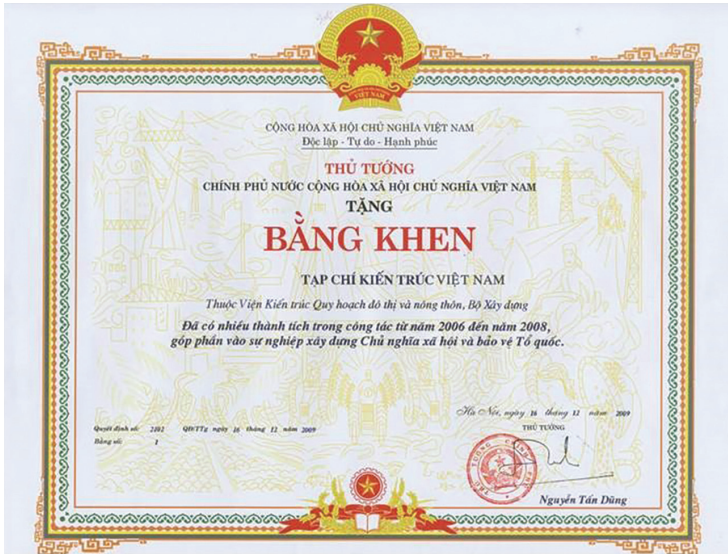 VIỆT NAM
CỘNG HÒA XÃ HỘI CHỦ NGHĨA VIỆT NAM
Độc lập - Tự do - Hạnh phúc
THỦ TƯỚNG
CHÍNH PHỦ NƯỚC CỘNG HÒA XÃ HỘI CHỦ NGHĨA VIỆT NAM
TẶNG
BẰNG KHEN
TẠP CHÍ KIẾN TRÚC VIỆT NAM
Thuộc Viện Kiến trúc Quy hoạch đô thị và nông thôn, Bộ Xây dựng
Đã có nhiều thành tích trong công tác từ năm 2006 đến năm 2008,
góp phần vào sự nghiệp xây dựng Chủ nghĩa xã hội và bảo vệ Tổ quốc.
Quyết định số: QĐ/TTg ngày 16 tháng 12 năm 2009
Bảng số: 1
Hà Nội, ngày 16 tháng 12 năm 2009
THỦ TƯỚNG
Nguyễn Tấn Dũng